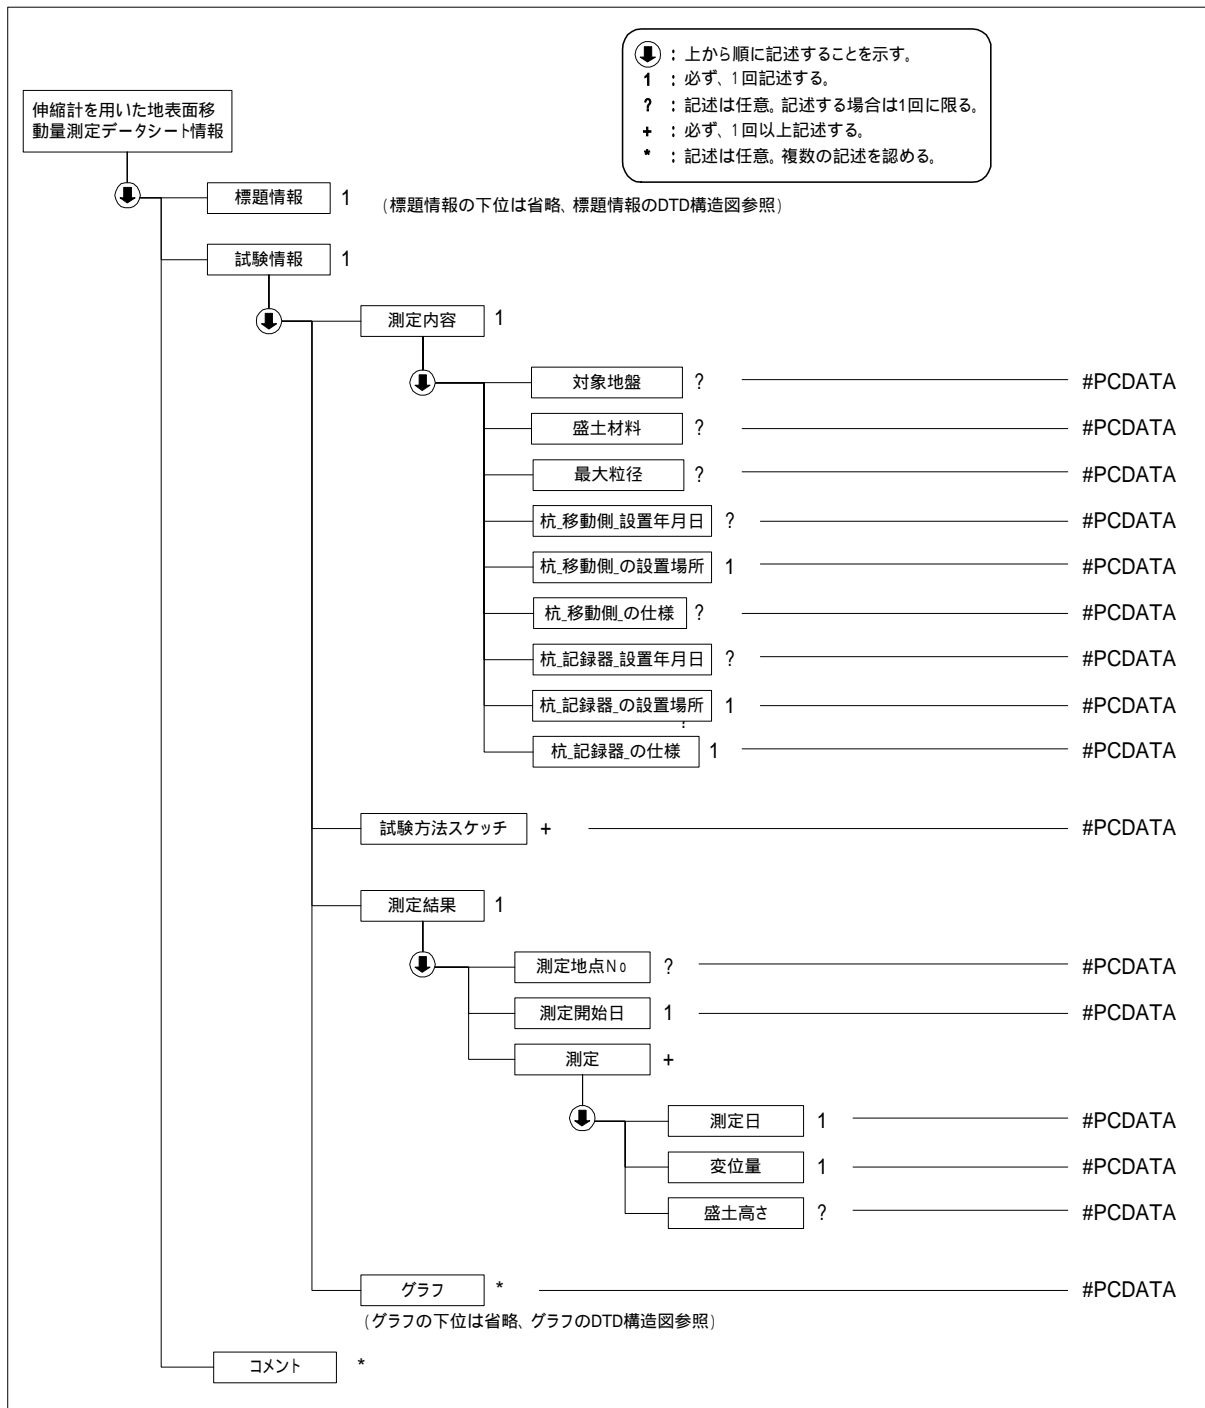 ：上から順に記述することを示す。
1：必ず、1回記述する。
?：記述は任意。記述する場合は1回に限る。
+：必ず、1回以上記述する。
*：記述は任意。複数の記述を認める。
伸縮計を用いた地表面移
動量測定データシート情報
標題情報 1 (標題情報の下位は省略、標題情報のDTD構造図参照)
試験情報 1
測定内容 1
対象地盤 ? #PCDATA
盛土材料 ? #PCDATA
最大粒径 ? #PCDATA
杭_移動側_設置年月日 ? #PCDATA
杭_移動側_の設置場所 1 #PCDATA
杭_移動側_の仕様 ? #PCDATA
杭_記録器_設置年月日 ? #PCDATA
杭_記録器_の設置場所 1 #PCDATA
杭_記録器_の仕様 1 #PCDATA
試験方法スケッチ + #PCDATA
測定結果 1
測定地点No ? #PCDATA
測定開始日 1 #PCDATA
測定 +
測定日 1 #PCDATA
変位量 1 #PCDATA
盛土高さ ? #PCDATA
グラフ * #PCDATA
(グラフの下位は省略、グラフのDTD構造図参照)
コメント *